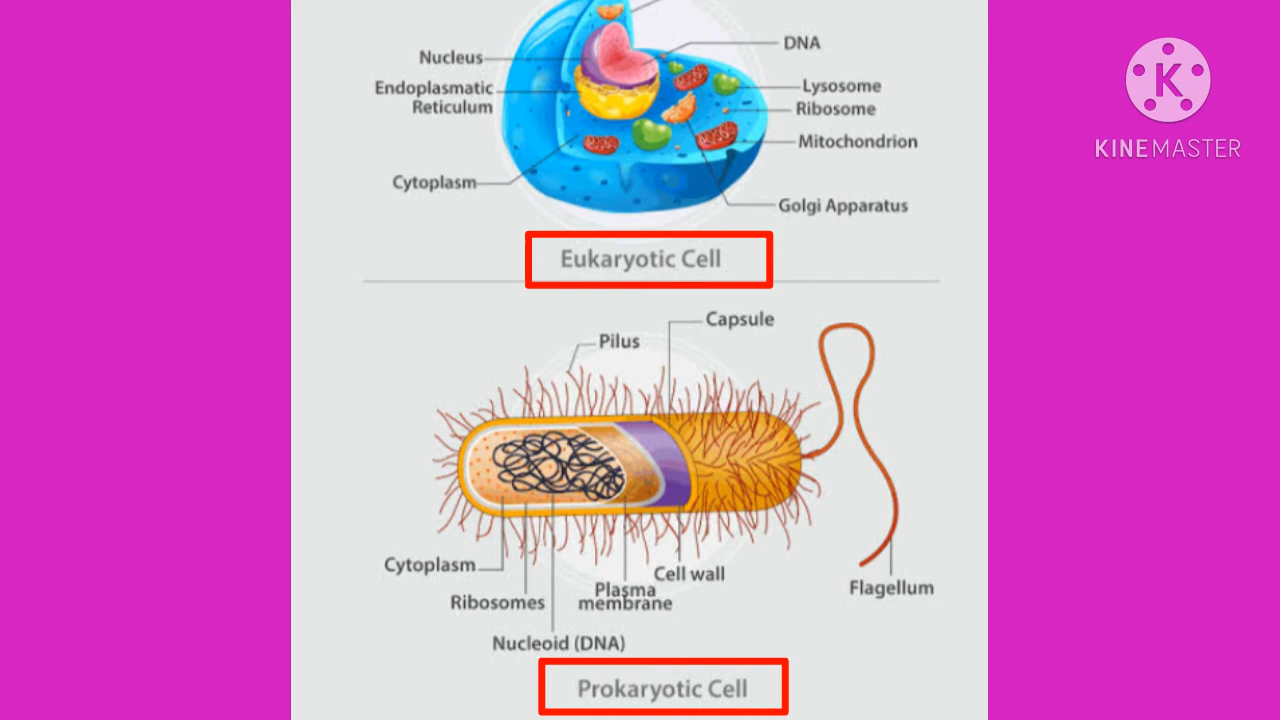 DNA
Nucleus
Endoplasmatic
Reticulum
Lysosome
Ribosome
Mitochondrion
Cytoplasm
Golgi Apparatus
Eukaryotic Cell
Capsule
Pilus
Cytoplasm
Ribosomes
Nucleoid (DNA)
Plasma
membrane
Cell wall
Flagellum
Prokaryotic Cell
K
KINEMASTER